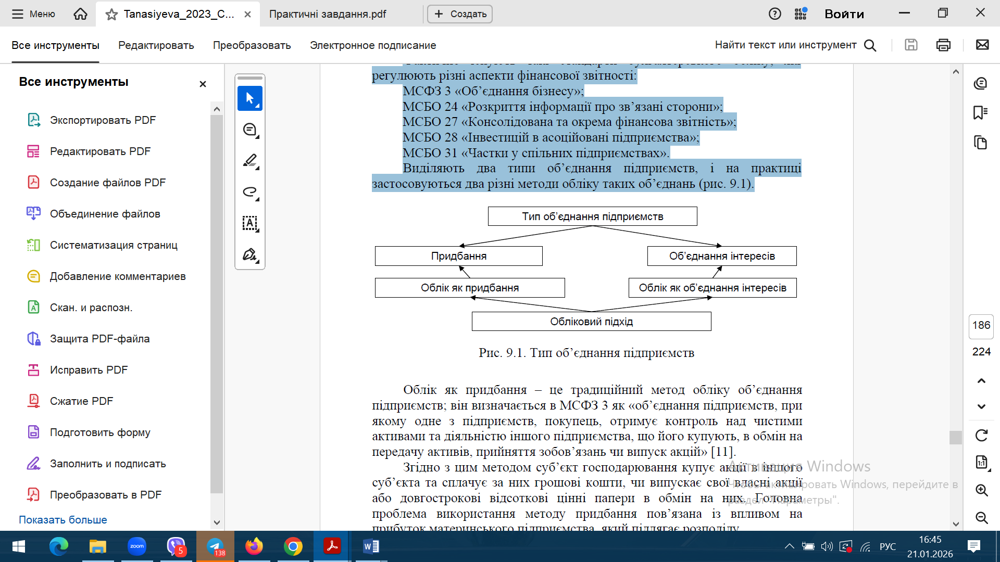 Меню
Tanasiyeva_2023_C...
Практичні завдання.pdf
Создать
Войти
Все инструменты
Редактировать
Преобразовать
Электронное подписание
Найти текст или инструмент
Все инструменты
Экспортировать PDF
Редактировать PDF
Создание файлов PDF
Объединение файлов
Систематизация страниц
Добавление комментариев
Скан. и распозн.
Защита PDF-файла
Исправить PDF
Сжатие PDF
Подготовить форму
Заполнить и подписать
Преобразовать в PDF
Показать больше
регулюють різні аспекти фінансової звітності:
МСФЗ 3 «Об’єднання бізнесу»;
МСБО 24 «Розкриття інформації про зв’язані сторони»;
МСБО 27 «Консолідована та окрема фінансова звітність»;
МСБО 28 «Інвестицій в асоційовані підприємства»;
МСБО 31 «Частки у спільних підприємствах».
Виділяють два типи об’єднання підприємств, і на практиці
застосовуються два різні методи обліку таких об’єднань (рис. 9.1).
Тип об’єднання підприємств
Придбання
Об’єднання інтересів
Облік як придбання
Облік як об’єднання інтересів
Обліковий підхід
Рис. 9.1. Тип об’єднання підприємств
Облік як придбання – це традиційний метод обліку об’єднання
підприємств; він визначається в МСФЗ 3 як «об’єднання підприємств, при
якому одне з підприємств, покупець, отримує контроль над чистими
активами та діяльністю іншого підприємства, що його купують, в обмін на
передачу активів, прийняття зобов’язань чи випуск акцій» [11].
Згідно з цим методом суб’єкт господарювання купує акції в іншого
суб’єкта та сплачує за них грошові кошти, чи випускає свої власні акції
або довгострокові відсоткові цінні папери в обмін на них. Головна
проблема використання методу придбання пов’язана із впливом на
прибуток материнського підприємства, який підлягає розподілу.
Активация Windows
Чтобы активировать Windows, перейдите в
раздел "Параметры".
186
224
1:1
zoom
5
138
РУС
16:45
21.01.2026